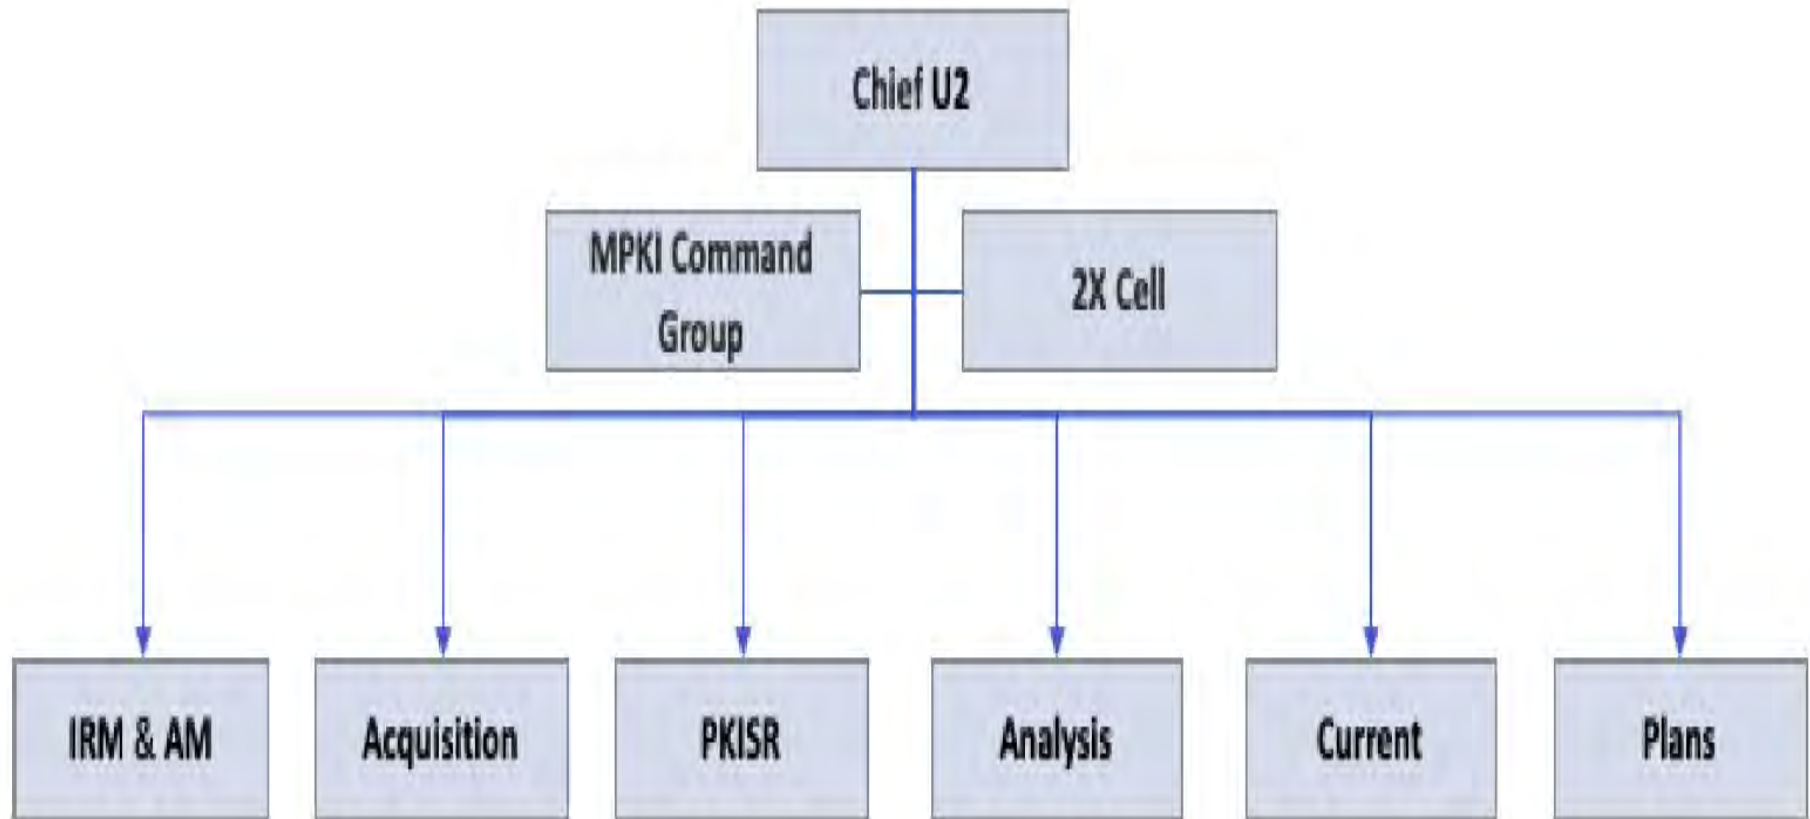 Chief U2
MPKI Command
Group
2X Cell
IRM & AM
Acquisition
PKISR
Analysis
Current
Plans